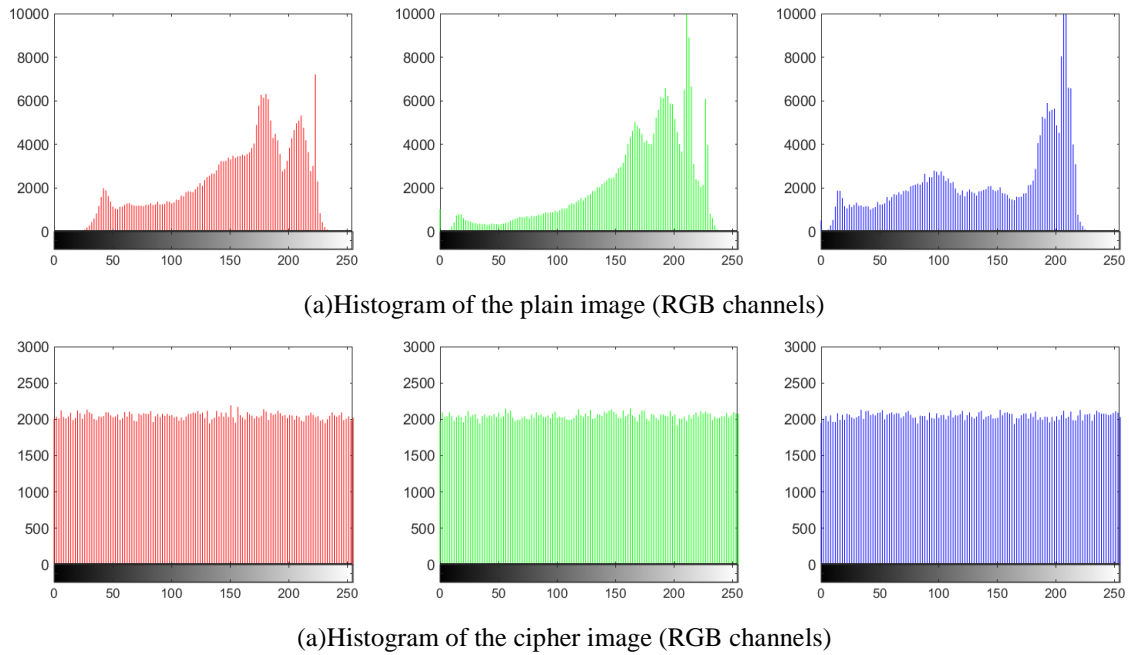 10000 10000 10000
8000 8000 8000
6000 6000 6000
4000 4000 4000
2000 2000 2000
0 0 0
0 50 100 150 200 250 0 50 100 150 200 250 0 50 100 150 200 250
(a)Histogram of the plain image (RGB channels)
3000 3000 3000
2500 2500 2500
2000 2000 2000
1500 1500 1500
1000 1000 1000
500 500 500
0 0 0
0 50 100 150 200 250 0 50 100 150 200 250 0 50 100 150 200 250
(a)Histogram of the cipher image (RGB channels)